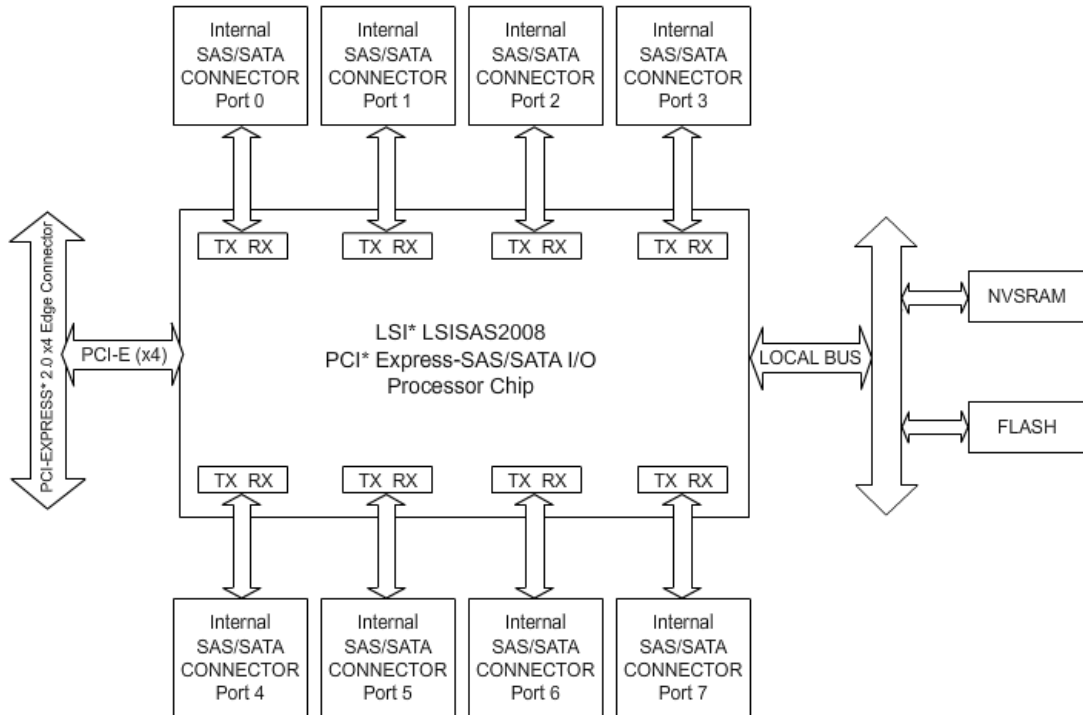 Internal
SAS/SATA
CONNECTOR
Port 0
Internal
SAS/SATA
CONNECTOR
Port 1
Internal
SAS/SATA
CONNECTOR
Port 2
Internal
SAS/SATA
CONNECTOR
Port 3
TX RX
TX RX
TX RX
TX RX
PCI-EXPRESS* 2.0 x4 Edge Connector
PCI-E (x4)
LSI* LSISAS2008
PCI* Express-SAS/SATA I/O
Processor Chip
LOCAL BUS
NVSRAM
FLASH
TX RX
TX RX
TX RX
TX RX
Internal
SAS/SATA
CONNECTOR
Port 4
Internal
SAS/SATA
CONNECTOR
Port 5
Internal
SAS/SATA
CONNECTOR
Port 6
Internal
SAS/SATA
CONNECTOR
Port 7